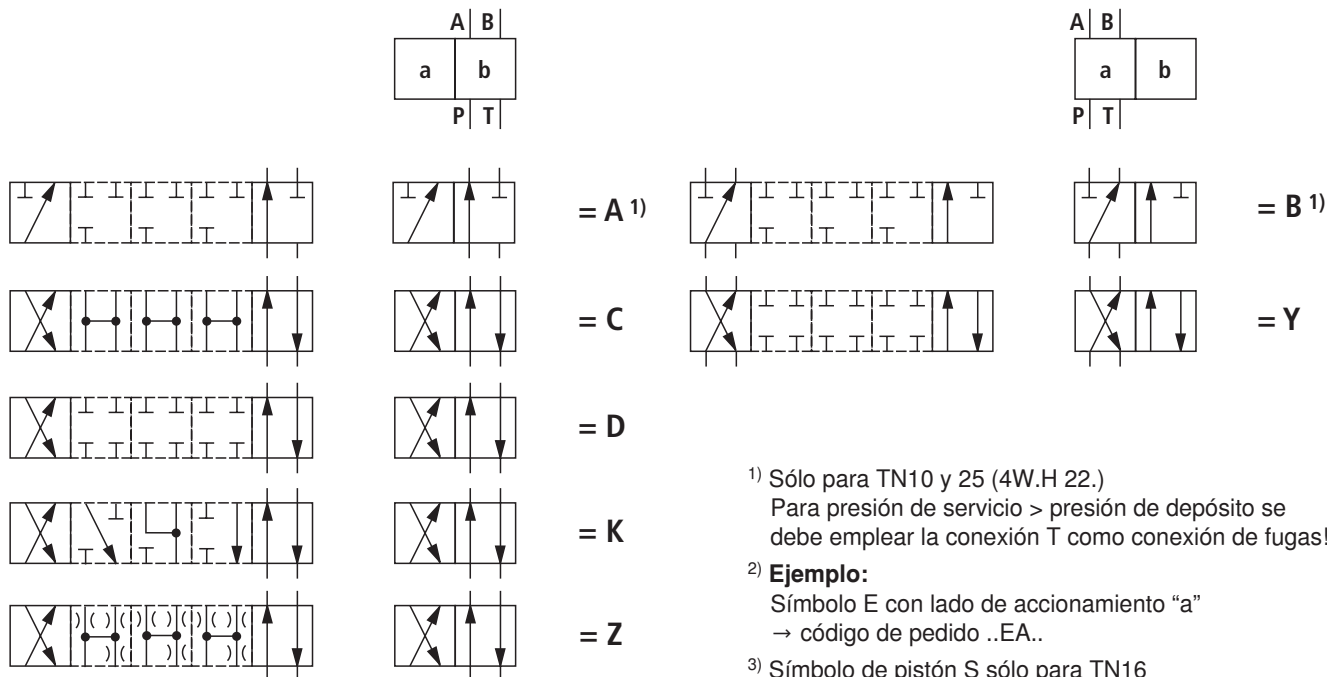 A B
a b
P T
A B
a b
P T
= A 1)
= B 1)
= C
= Y
= D
= K
= Z
1) Sólo para TN10 y 25 (4W.H 22.)
Para presión de servicio > presión de depósito se
debe emplear la conexión T como conexión de fugas!
2) Ejemplo:
Símbolo E con lado de accionamiento “a”
→ código de pedido ..EA..
3) Símbolo de pistón S sólo para TN16